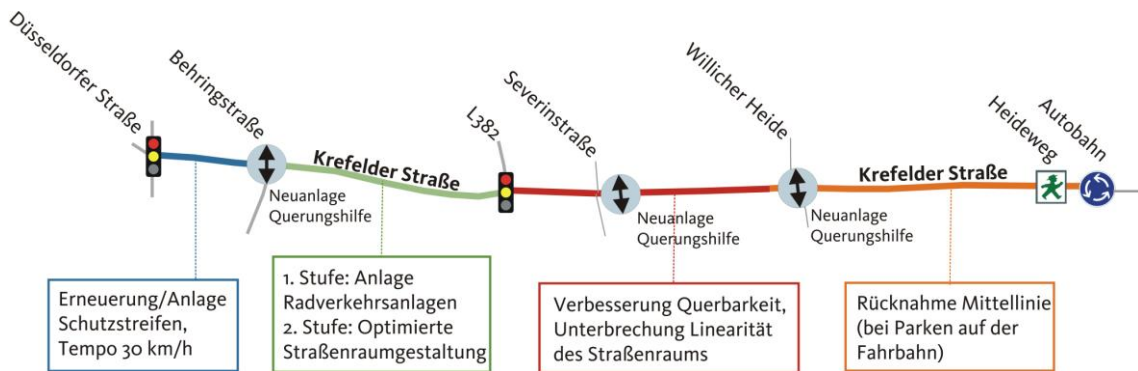 Düsseldorfer Straße
Behringstraße
Krefelder Straße
L382
Severinstraße
Willicher Heide
Krefelder Straße
Heideweg
Autobahn
Neuanlage
Querungshilfe
Neuanlage
Querungshilfe
Neuanlage
Querungshilfe
Erneuerung/Anlage
Schutzstreifen,
Tempo 30 km/h
1. Stufe: Anlage
Radverkehrsanlagen
2. Stufe: Optimierte
Straßenraumgestaltung
Verbesserung Querbarkeit,
Unterbrechung Linearität
des Straßenraums
Rücknahme Mittellinie
(bei Parken auf der
Fahrbahn)